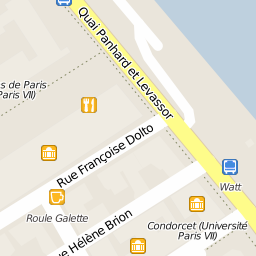 Quai Panhard et Levassor
as de Paris
Paris VII)
Rue Françoise Dolto
Watt
Roule Galette
Condorcet (Université
Paris VII)
Hélène Brion